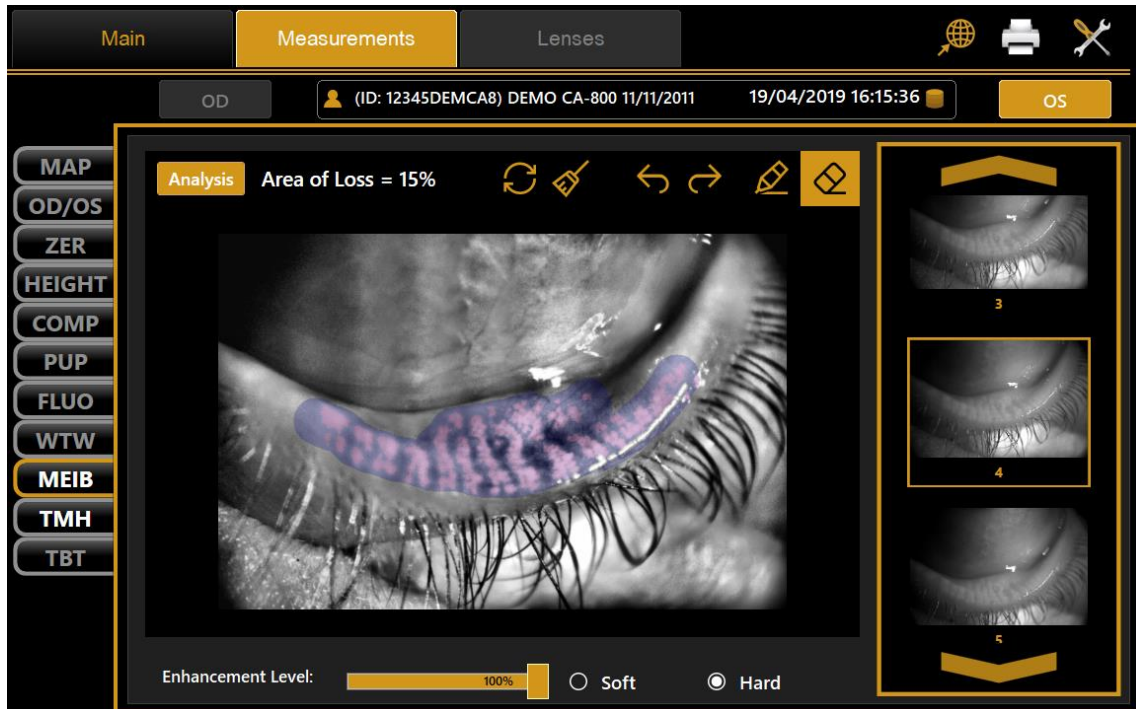 Main
Measurements
Lenses
OD
(ID: 12345DEMCA8) DEMO CA-800 11/11/2011 19/04/2019 16:15:36
OS
MAP
OD/OS
ZER
HEIGHT
COMP
PUP
FLUO
WTW
MEIB
TMH
TBT
Analysis
Area of Loss = 15%
3
4
5
Enhancement Level:
100%
Soft
Hard